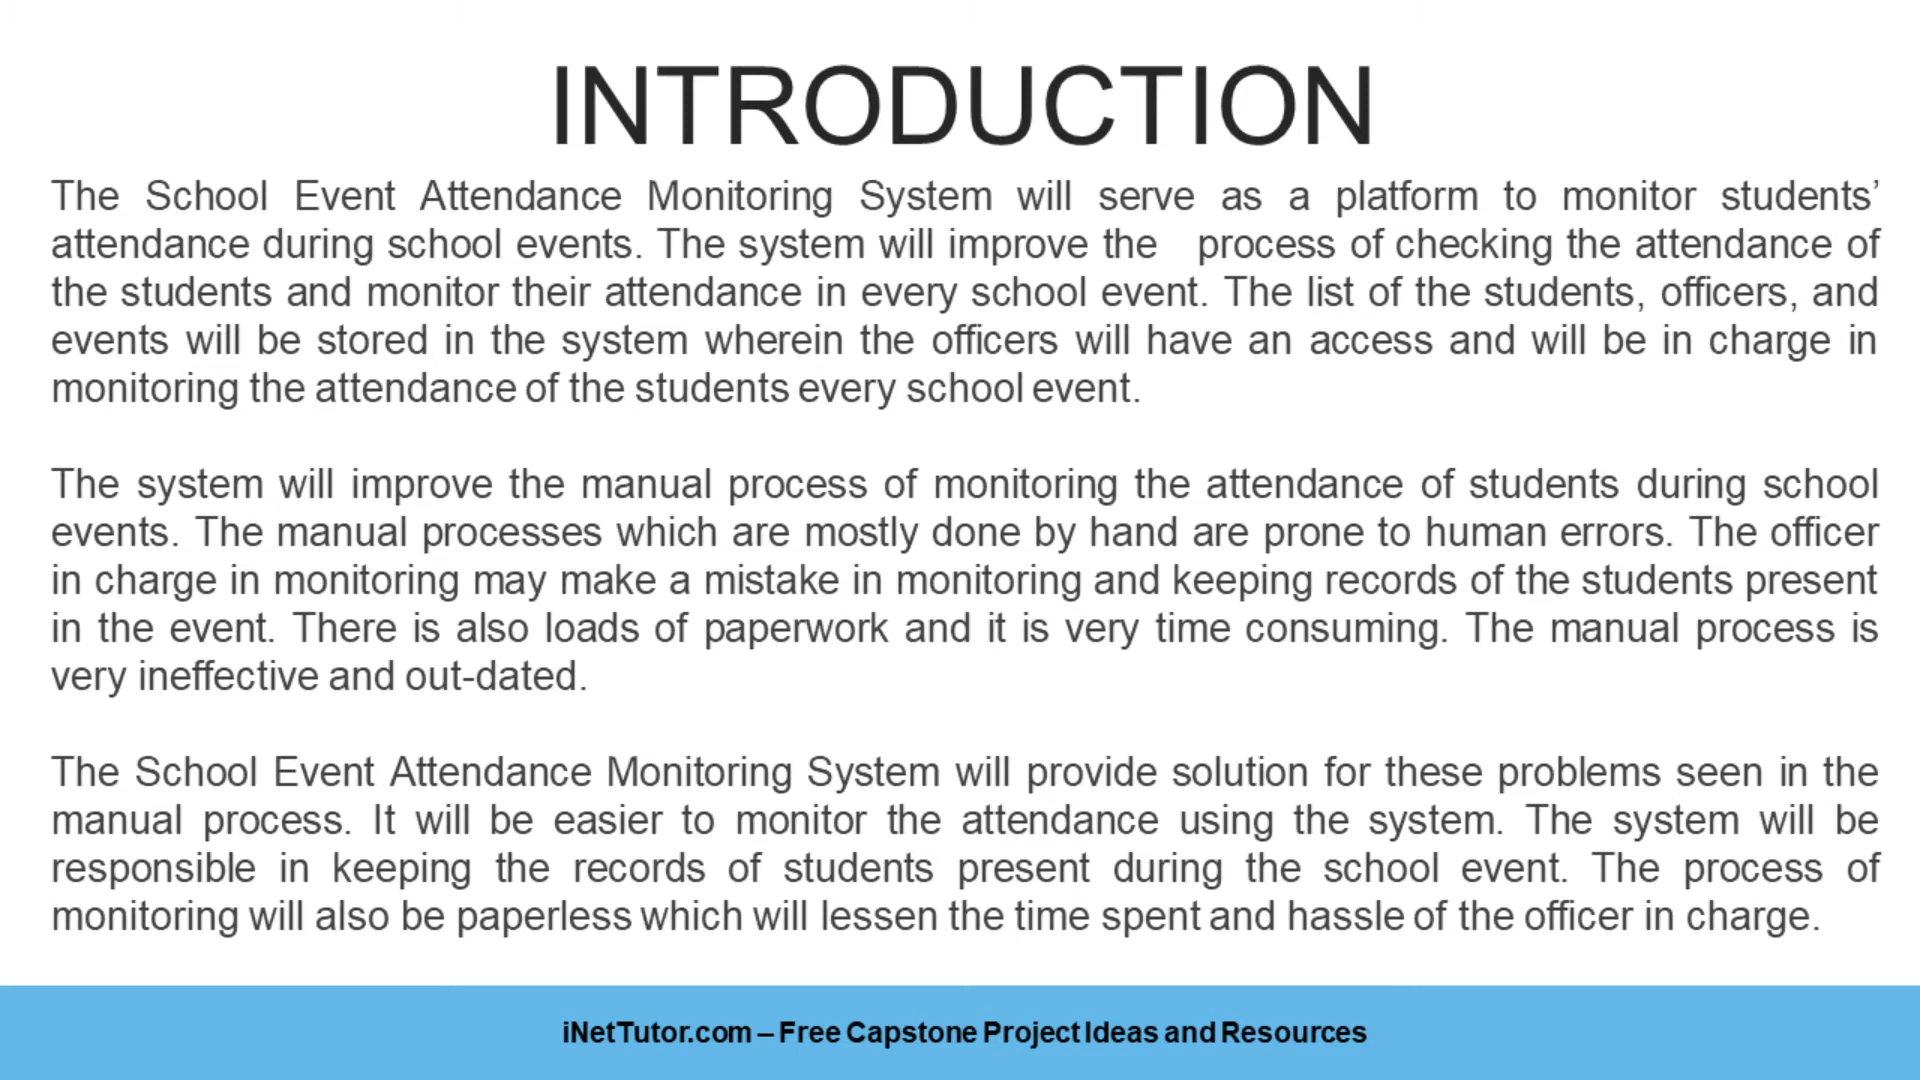 INTRODUCTION
The School Event Attendance Monitoring System will serve as a platform to monitor students’
attendance during school events. The system will improve the process of checking the attendance of
the students and monitor their attendance in every school event. The list of the students, officers, and
events will be stored in the system wherein the officers will have an access and will be in charge in
monitoring the attendance of the students every school event.
The system will improve the manual process of monitoring the attendance of students during school
events. The manual processes which are mostly done by hand are prone to human errors. The officer
in charge in monitoring may make a mistake in monitoring and keeping records of the students present
in the event. There is also loads of paperwork and it is very time consuming. The manual process is
very ineffective and out-dated.
The School Event Attendance Monitoring System will provide solution for these problems seen in the
manual process. It will be easier to monitor the attendance using the system. The system will be
responsible in keeping the records of students present during the school event. The process of
monitoring will also be paperless which will lessen the time spent and hassle of the officer in charge.
iNetTutor.com – Free Capstone Project Ideas and Resources